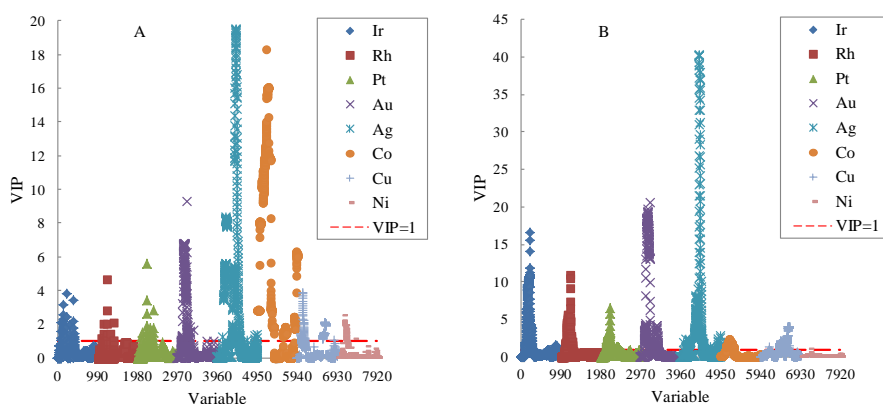 A
VIP
20
18
16
14
12
10
8
6
4
2
0
0 990 1980 2970 3960 4950 5940 6930 7920
Variable
Ir
Rh
Pt
Au
Ag
Co
Cu
Ni
VIP=1
B
VIP
45
40
35
30
25
20
15
10
5
0
0 990 1980 2970 3960 4950 5940 6930 7920
Variable
Ir
Rh
Pt
Au
Ag
Co
Cu
Ni
VIP=1